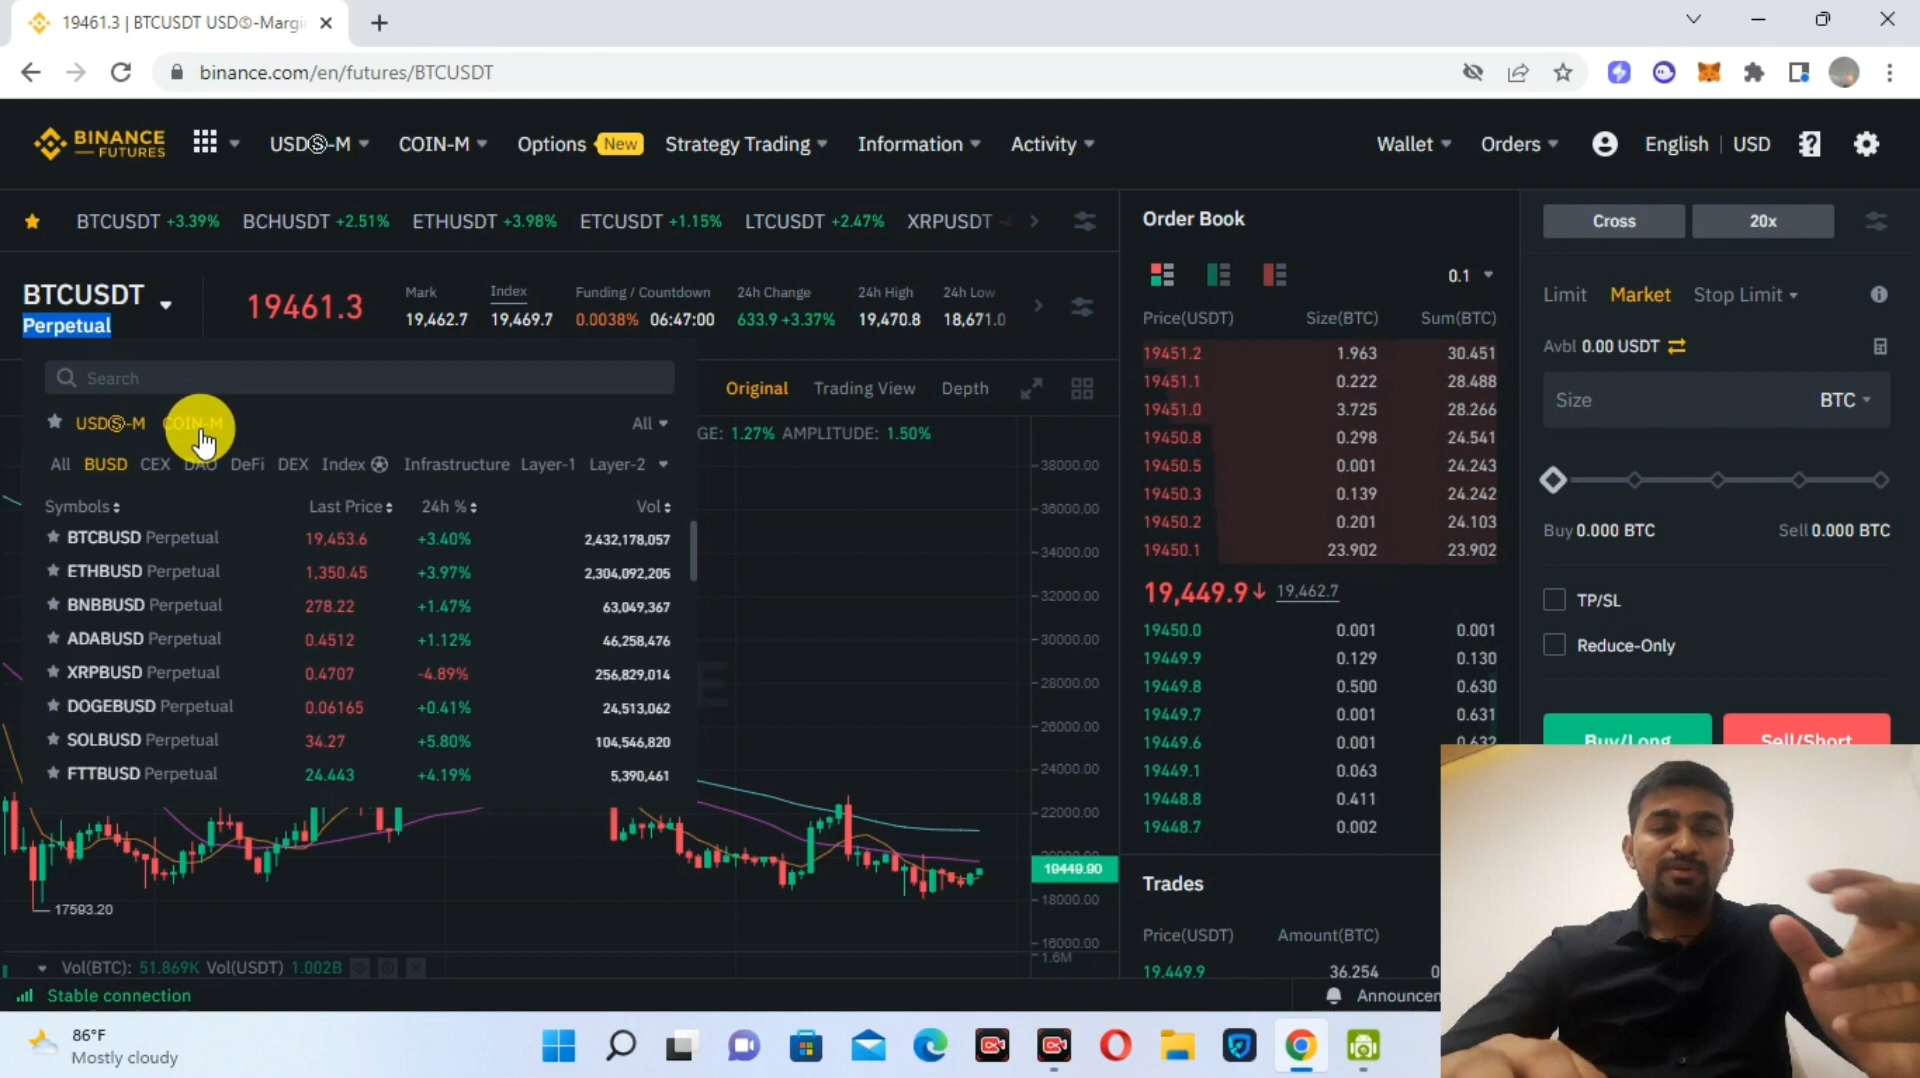 19461.3 | BTCUSDT USDⓈ-Margi
binance.com/en/futures/BTCUSDT
BINANCE
FUTURES
USDⓈ-M
COIN-M
Options New
Strategy Trading
Information
Activity
Wallet
Orders
English | USD
BTCUSDT +3.39% BCHUSDT +2.51% ETHUSDT +3.98% ETCUSDT +1.15% LTCUSDT +2.47% XRPUSDT
BTCUSDT
Perpetual
19461.3
Mark
19,462.7
Index
19,469.7
Funding / Countdown
0.0038% 06:47:00
24h Change
633.9 +3.37%
24h High
19,470.8
24h Low
18,671.0
Search
USDⓈ-M COIN-M All
All BUSD CEX DAO DeFi DEX Index Infrastructure Layer-1 Layer-2
Symbols Last Price 24h % Vol
BTCBUSD Perpetual 19,453.6 +3.40% 2,432,178,057
ETHBUSD Perpetual 1,350.45 +3.97% 2,304,092,205
BNBBUSD Perpetual 278.22 +1.47% 63,049,367
ADABUSD Perpetual 0.4512 +1.12% 46,258,476
XRPBUSD Perpetual 0.4707 -4.89% 256,829,014
DOGEBUSD Perpetual 0.06165 +0.41% 24,513,062
SOLBUSD Perpetual 34.27 +5.80% 104,546,820
FTTBUSD Perpetual 24.443 +4.19% 5,390,461
Original Trading View Depth
GE: 1.27% AMPLITUDE: 1.50%
38000.00
36000.00
34000.00
32000.00
30000.00
28000.00
26000.00
24000.00
22000.00
20000.00
19449.90
18000.00
16000.00
1.6M
17593.20
Vol(BTC): 51.869K Vol(USDT) 1.002B
Stable connection
Order Book
0.1
Price(USDT) Size(BTC) Sum(BTC)
19451.2 1.963 30.451
19451.1 0.222 28.488
19451.0 3.725 28.266
19450.8 0.298 24.541
19450.5 0.001 24.243
19450.3 0.139 24.242
19450.2 0.201 24.103
19450.1 23.902 23.902
19,449.9↓ 19,462.7
19450.0 0.001 0.001
19449.9 0.129 0.130
19449.8 0.500 0.630
19449.7 0.001 0.631
19449.6 0.001 0.632
19449.1 0.063
19448.8 0.411
19448.7 0.002
Trades
Price(USDT) Amount(BTC)
19,449.9 36.254 0
Announcem
Cross
20x
Limit Market Stop Limit
Avbl 0.00 USDT
Size BTC
Buy 0.000 BTC
Sell 0.000 BTC
TP/SL
Reduce-Only
Buy/Long
Sell/Short
86°F
Mostly cloudy